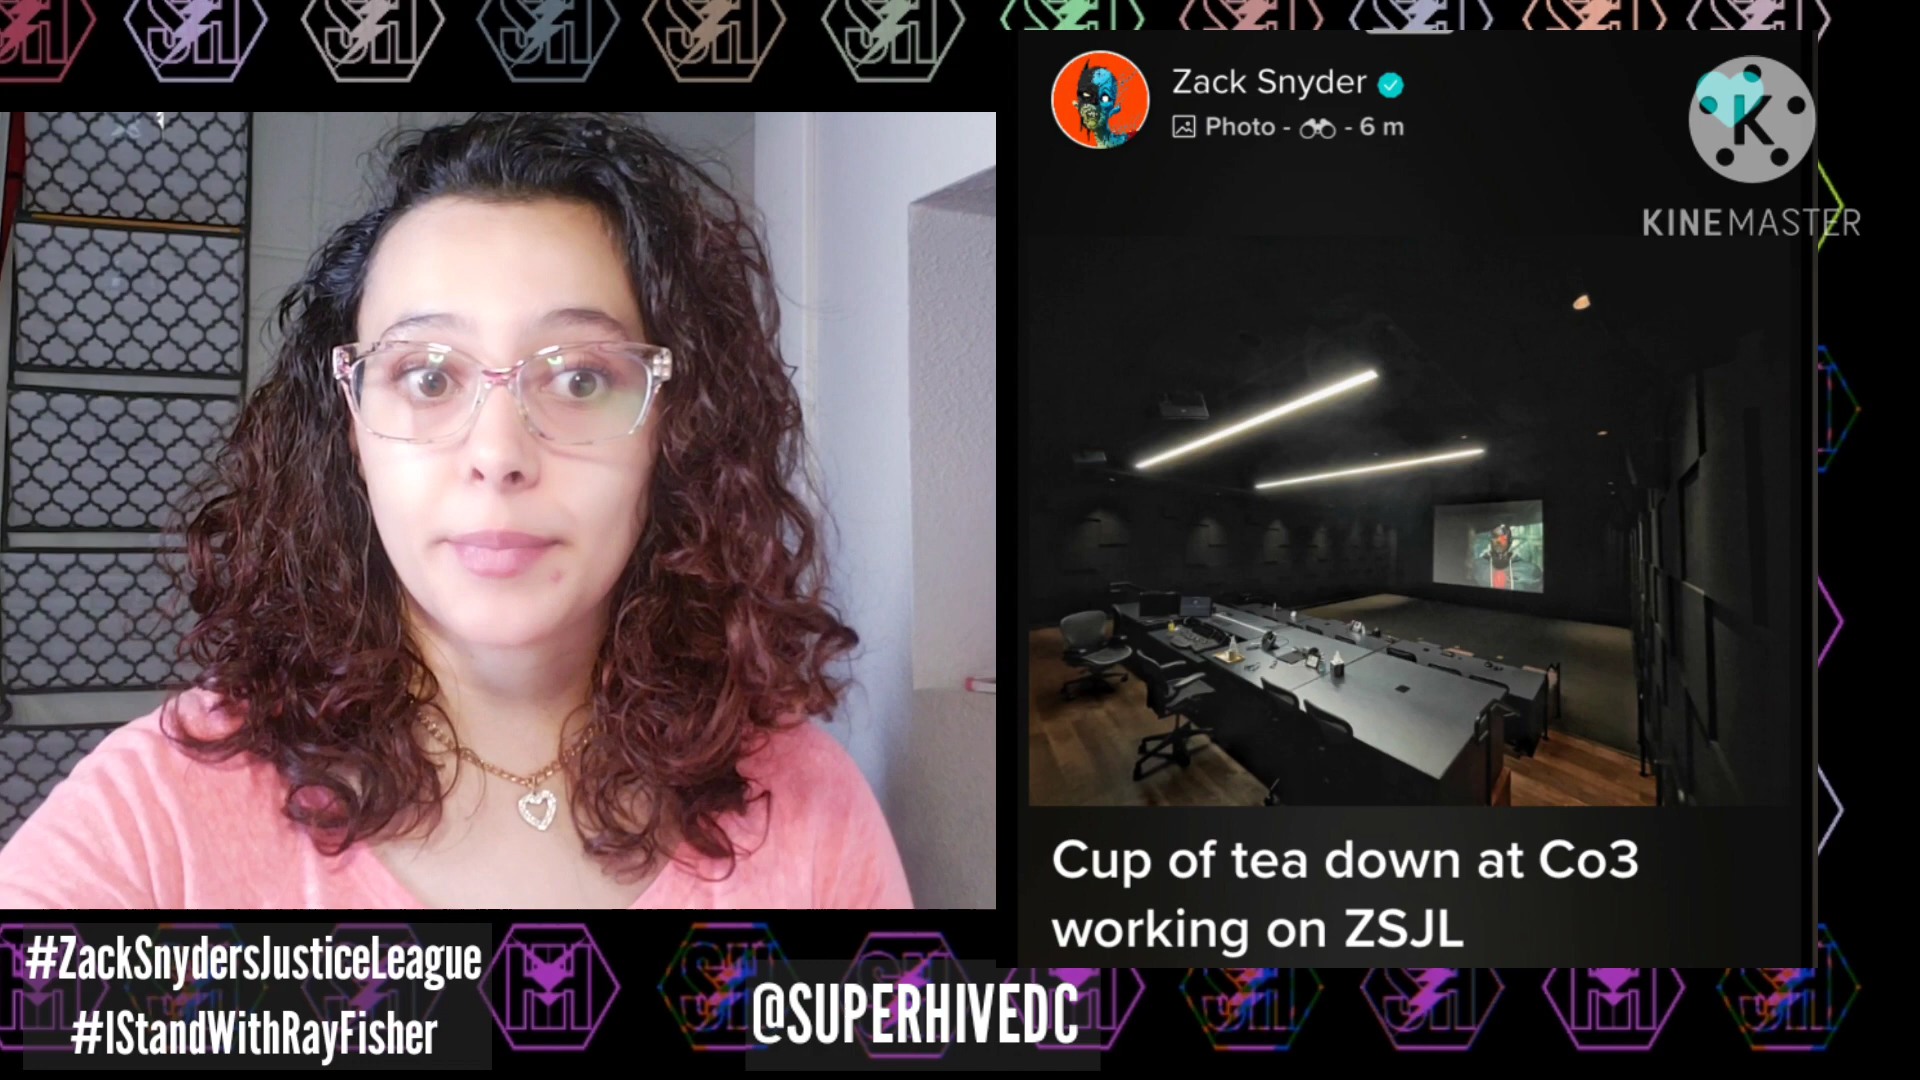 Zack Snyder
Photo - - 6 m
K
KINEMASTER
Cup of tea down at Co3
working on ZSJL
#ZackSnydersJusticeLeague
#IStandWithRayFisher
@SUPERHIVEDC